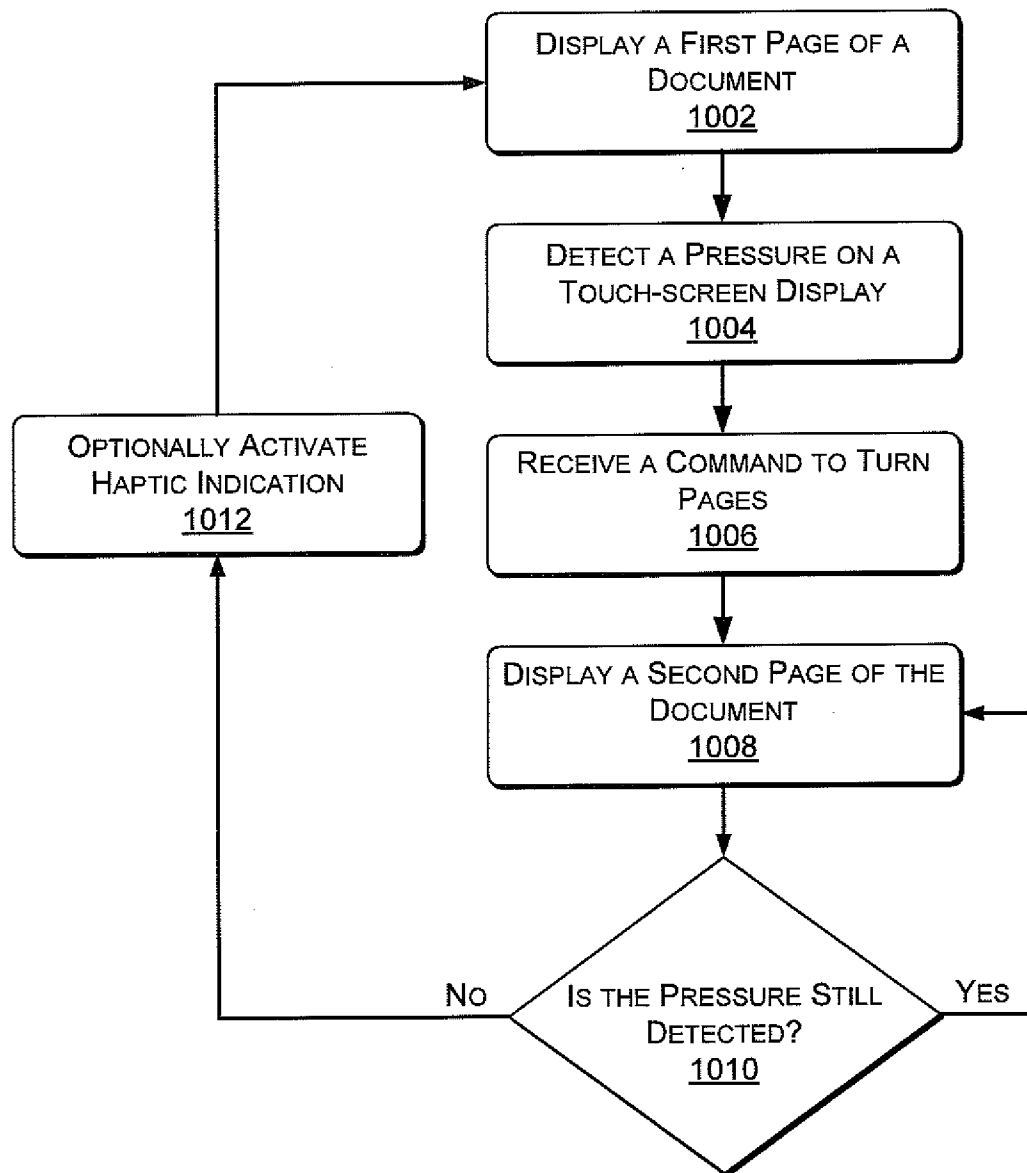 DISPLAY A FIRST PAGE OF A
DOCUMENT
1002
DETECT A PRESSURE ON A
TOUCH-SCREEN DISPLAY
1004
RECEIVE A COMMAND TO TURN
PAGES
1006
OPTIONALLY ACTIVATE
HAPTIC INDICATION
1012
DISPLAY A SECOND PAGE OF THE
DOCUMENT
1008
NO
IS THE PRESSURE STILL
DETECTED?
1010
YES